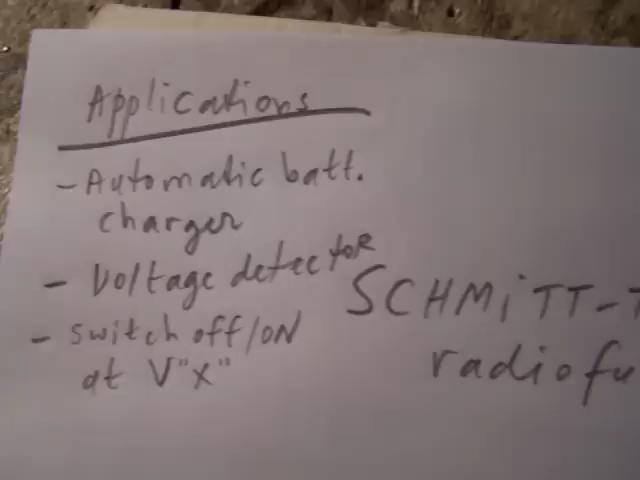 Applications
- Automatic batt.
charger
- Voltage detector
- switch off/ON
at V"X"
SCHMiTT-T
radiofu